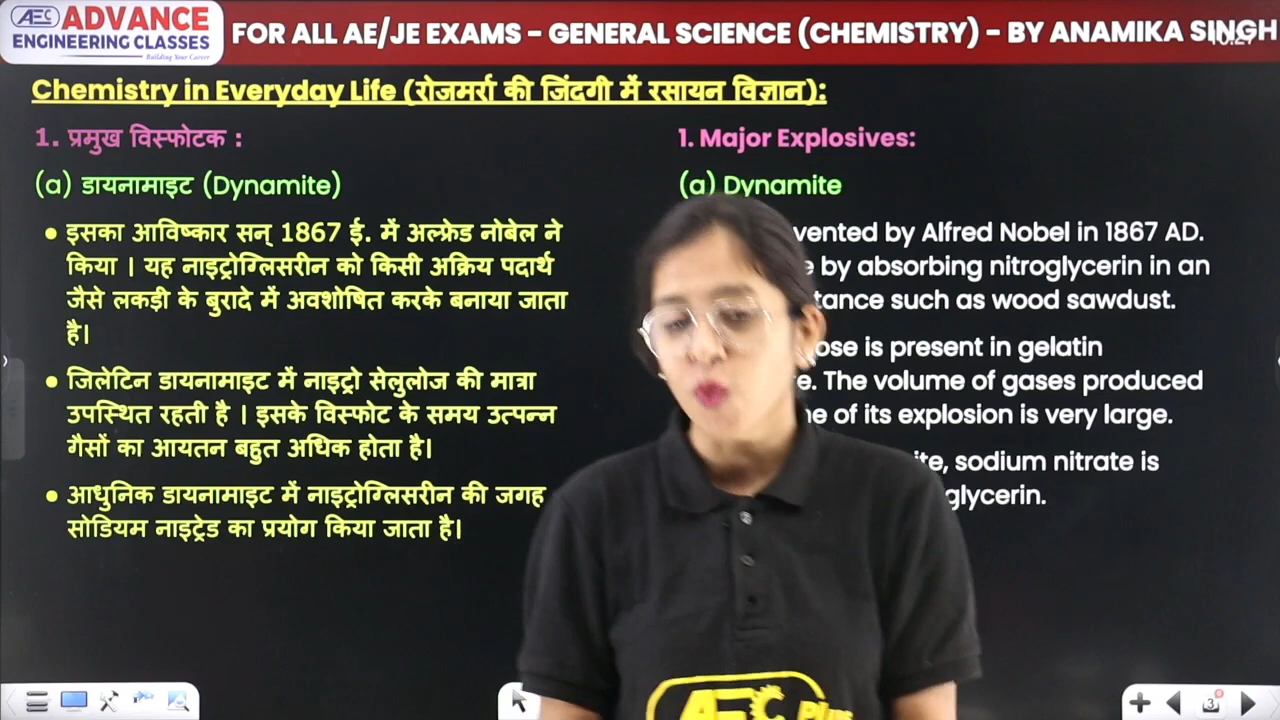 AEC ADVANCE
ENGINEERING CLASSES
Building Your Career
FOR ALL AE/JE EXAMS - GENERAL SCIENCE (CHEMISTRY) - BY ANAMIKA SINGH
Chemistry in Everyday Life (रोजमर्रा की जिंदगी में रसायन विज्ञान):
1. प्रमुख विस्फोटक :
(a) डायनामाइट (Dynamite)
• इसका आविष्कार सन् 1867 ई. में अल्फ्रेड नोबेल ने
किया । यह नाइट्रोग्लिसरीन को किसी अक्रिय पदार्थ
जैसे लकड़ी के बुरादे में अवशोषित करके बनाया जाता
है।
• जिलेटिन डायनामाइट में नाइट्रो सेलुलोज की मात्रा
उपस्थित रहती है । इसके विस्फोट के समय उत्पन्न
गैसों का आयतन बहुत अधिक होता है।
• आधुनिक डायनामाइट में नाइट्रोग्लिसरीन की जगह
सोडियम नाइट्रेड का प्रयोग किया जाता है।
1. Major Explosives:
(a) Dynamite
vented by Alfred Nobel in 1867 AD.
by absorbing nitroglycerin in an
tance such as wood sawdust.
ose is present in gelatin
e. The volume of gases produced
e of its explosion is very large.
ite, sodium nitrate is
glycerin.
AEC Plus
3